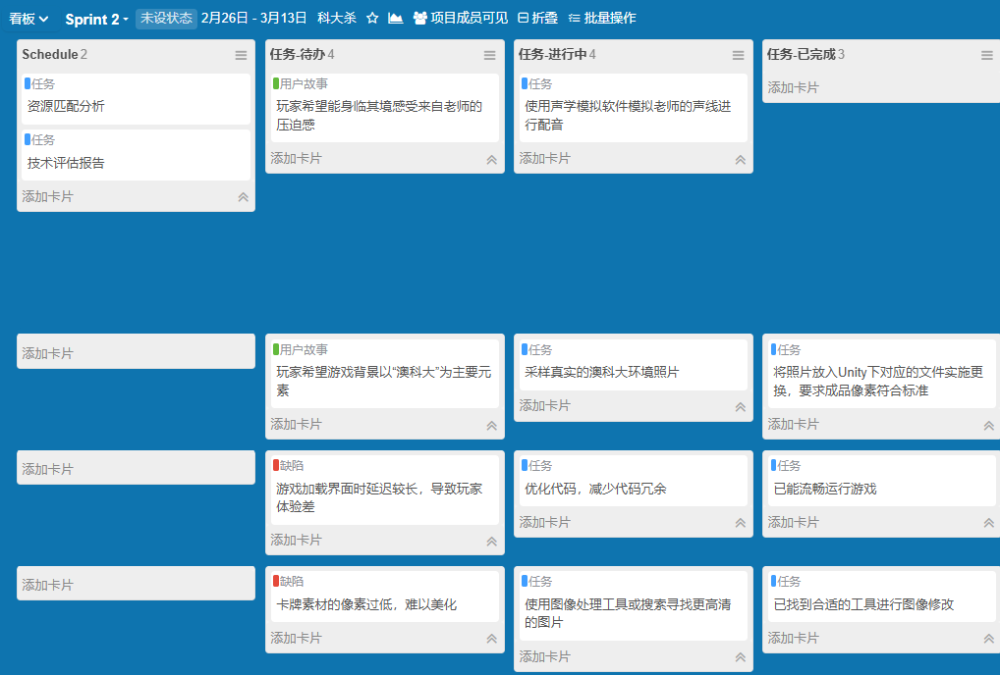 看板 Sprint 2 未设状态 2月26日 - 3月13日 科大杀 项目成员可见 折叠 批量操作
Schedule 2
任务
资源匹配分析
任务
技术评估报告
添加卡片
任务-待办 4
用户故事
玩家希望能身临其境感受来自老师的
压迫感
添加卡片
任务-进行中 4
任务
使用声学模拟软件模拟老师的声线进
行配音
添加卡片
任务-已完成 3
添加卡片
添加卡片
用户故事
玩家希望游戏背景以“澳科大”为主要元
素
添加卡片
任务
采样真实的澳科大环境照片
添加卡片
任务
将照片放入Unity下对应的文件实施更
换，要求成品像素符合标准
添加卡片
添加卡片
缺陷
游戏加载界面时延迟较长，导致玩家
体验差
添加卡片
任务
优化代码，减少代码冗余
添加卡片
任务
已能流畅运行游戏
添加卡片
添加卡片
缺陷
卡牌素材的像素过低，难以美化
添加卡片
任务
使用图像处理工具或搜索寻找更高清
的图片
添加卡片
任务
已找到合适的工具进行图像修改
添加卡片